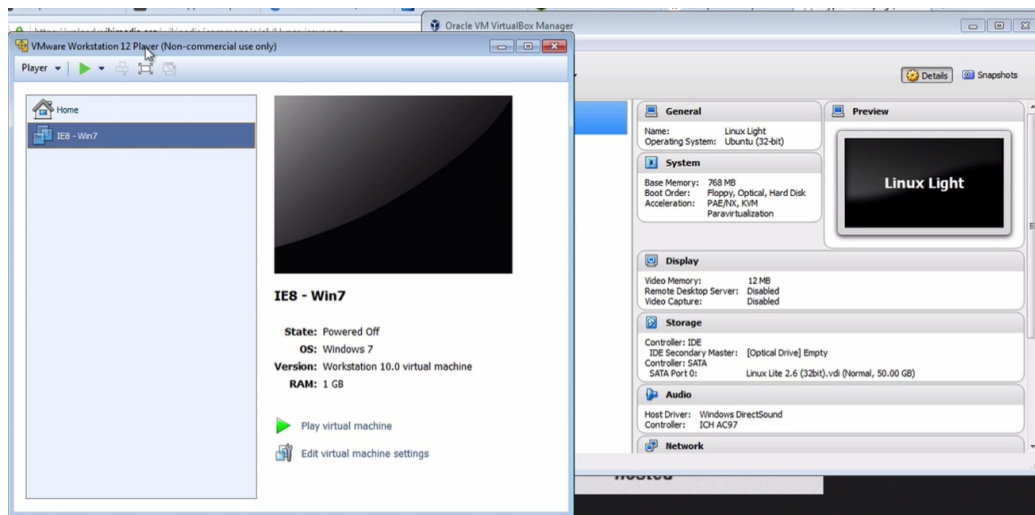 Oracle VM VirtualBox Manager
VMware Workstation 12 Player (Non-commercial use only)
Player
Home
IE8 - Win7
IE8 - Win7
State: Powered Off
OS: Windows 7
Version: Workstation 10.0 virtual machine
RAM: 1 GB
Play virtual machine
Edit virtual machine settings
Details
Snapshots
General
Name: Linux Light
Operating System: Ubuntu (32-bit)
System
Base Memory: 768 MB
Boot Order: Floppy, Optical, Hard Disk
Acceleration: PAE/NX, KVM
Paravirtualization
Preview
Linux Light
Display
Video Memory: 12 MB
Remote Desktop Server: Disabled
Video Capture: Disabled
Storage
Controller: IDE
IDE Secondary Master: [Optical Drive] Empty
Controller: SATA
SATA Port 0: Linux Lite 2.6 (32bit).vdi (Normal, 50.00 GB)
Audio
Host Driver: Windows DirectSound
Controller: ICH AC97
Network